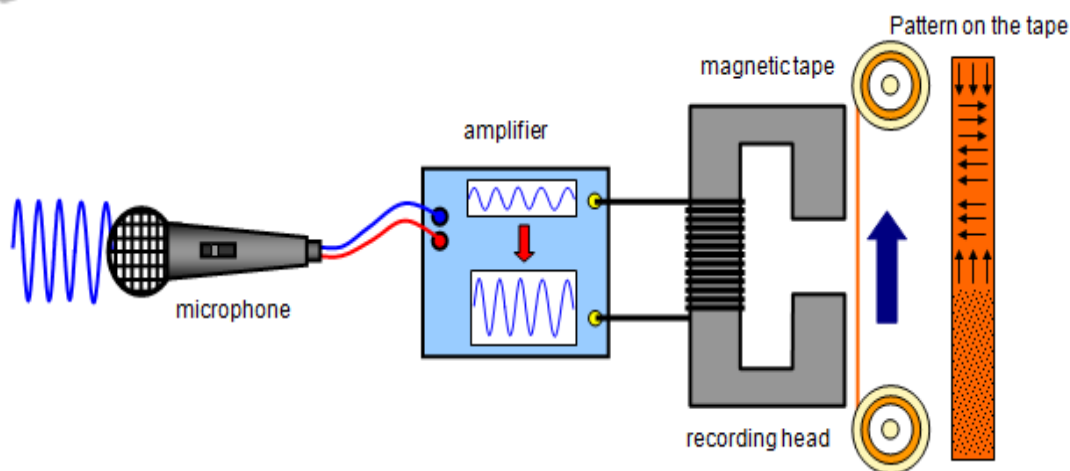 Pattern on the tape
magnetic tape
amplifier
microphone
recording head